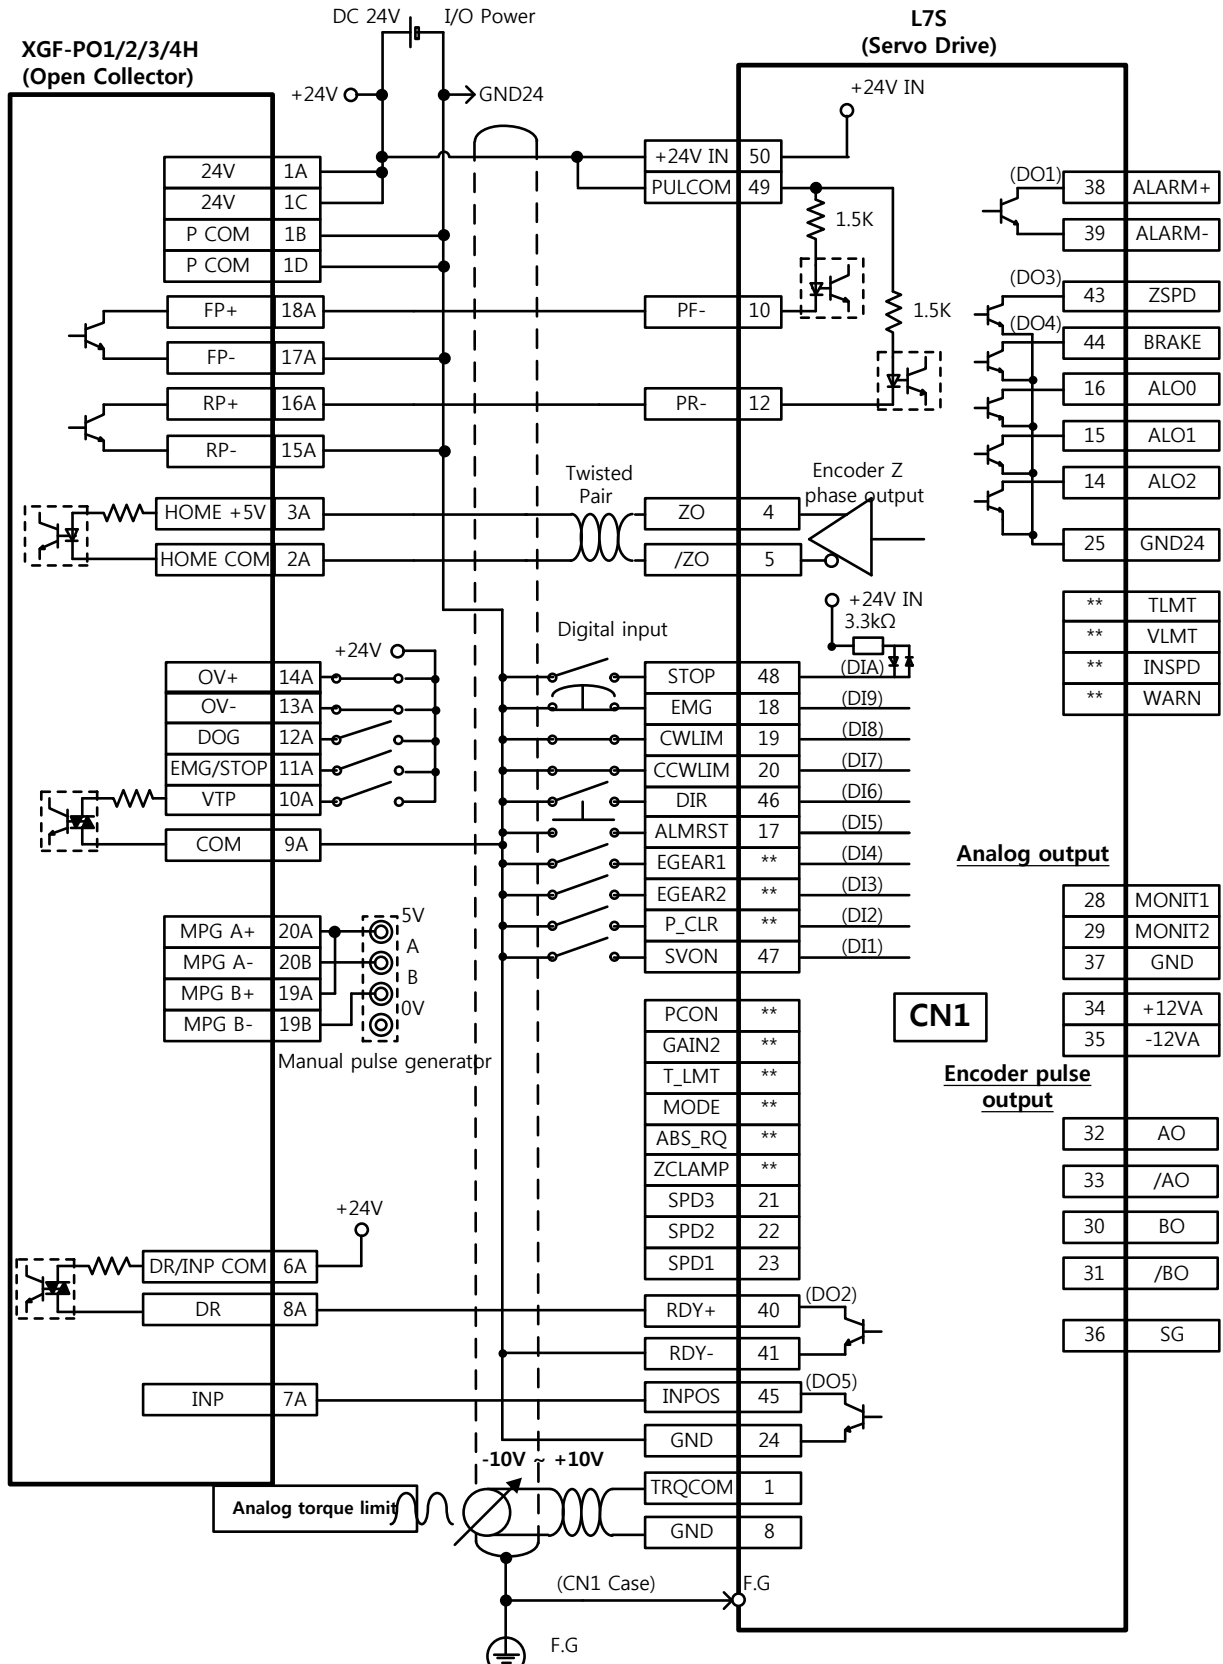 DC 24V
I/O Power
XGF-PO1/2/3/4H
(Open Collector)
L7S
(Servo Drive)
+24V
GND24
+24V IN
24V 1A
24V 1C
P COM 1B
P COM 1D
FP+ 18A
FP- 17A
RP+ 16A
RP- 15A
HOME +5V 3A
HOME COM 2A
+24V
OV+ 14A
OV- 13A
DOG 12A
EMG/STOP 11A
VTP 10A
COM 9A
MPG A+ 20A
MPG A- 20B
MPG B+ 19A
MPG B- 19B
5V
A
B
0V
Manual pulse generator
+24V
DR/INP COM 6A
DR 8A
INP 7A
Analog torque limit
-10V ~ +10V
Twisted
Pair
Digital input
+24V IN 50
PULCOM 49
1.5K
1.5K
PF- 10
PR- 12
ZO 4
/ZO 5
Encoder Z
phase output
+24V IN
3.3kΩ
STOP 48 (DIA)
EMG 18 (DI9)
CWLIM 19 (DI8)
CCWLIM 20 (DI7)
DIR 46 (DI6)
ALMRST 17 (DI5)
EGEAR1 ** (DI4)
EGEAR2 ** (DI3)
P_CLR ** (DI2)
SVON 47 (DI1)
PCON **
GAIN2 **
T_LMT **
MODE **
ABS_RQ **
ZCLAMP **
SPD3 21
SPD2 22
SPD1 23
RDY+ 40 (DO2)
RDY- 41
INPOS 45 (DO5)
GND 24
TRQCOM 1
GND 8
(CN1 Case)
F.G
F.G
CN1
(DO1)
38 ALARM+
39 ALARM-
(DO3)
43 ZSPD
(DO4)
44 BRAKE
16 ALO0
15 ALO1
14 ALO2
25 GND24
** TLMT
** VLMT
** INSPD
** WARN
Analog output
28 MONIT1
29 MONIT2
37 GND
34 +12VA
35 -12VA
Encoder pulse
output
32 AO
33 /AO
30 BO
31 /BO
36 SG